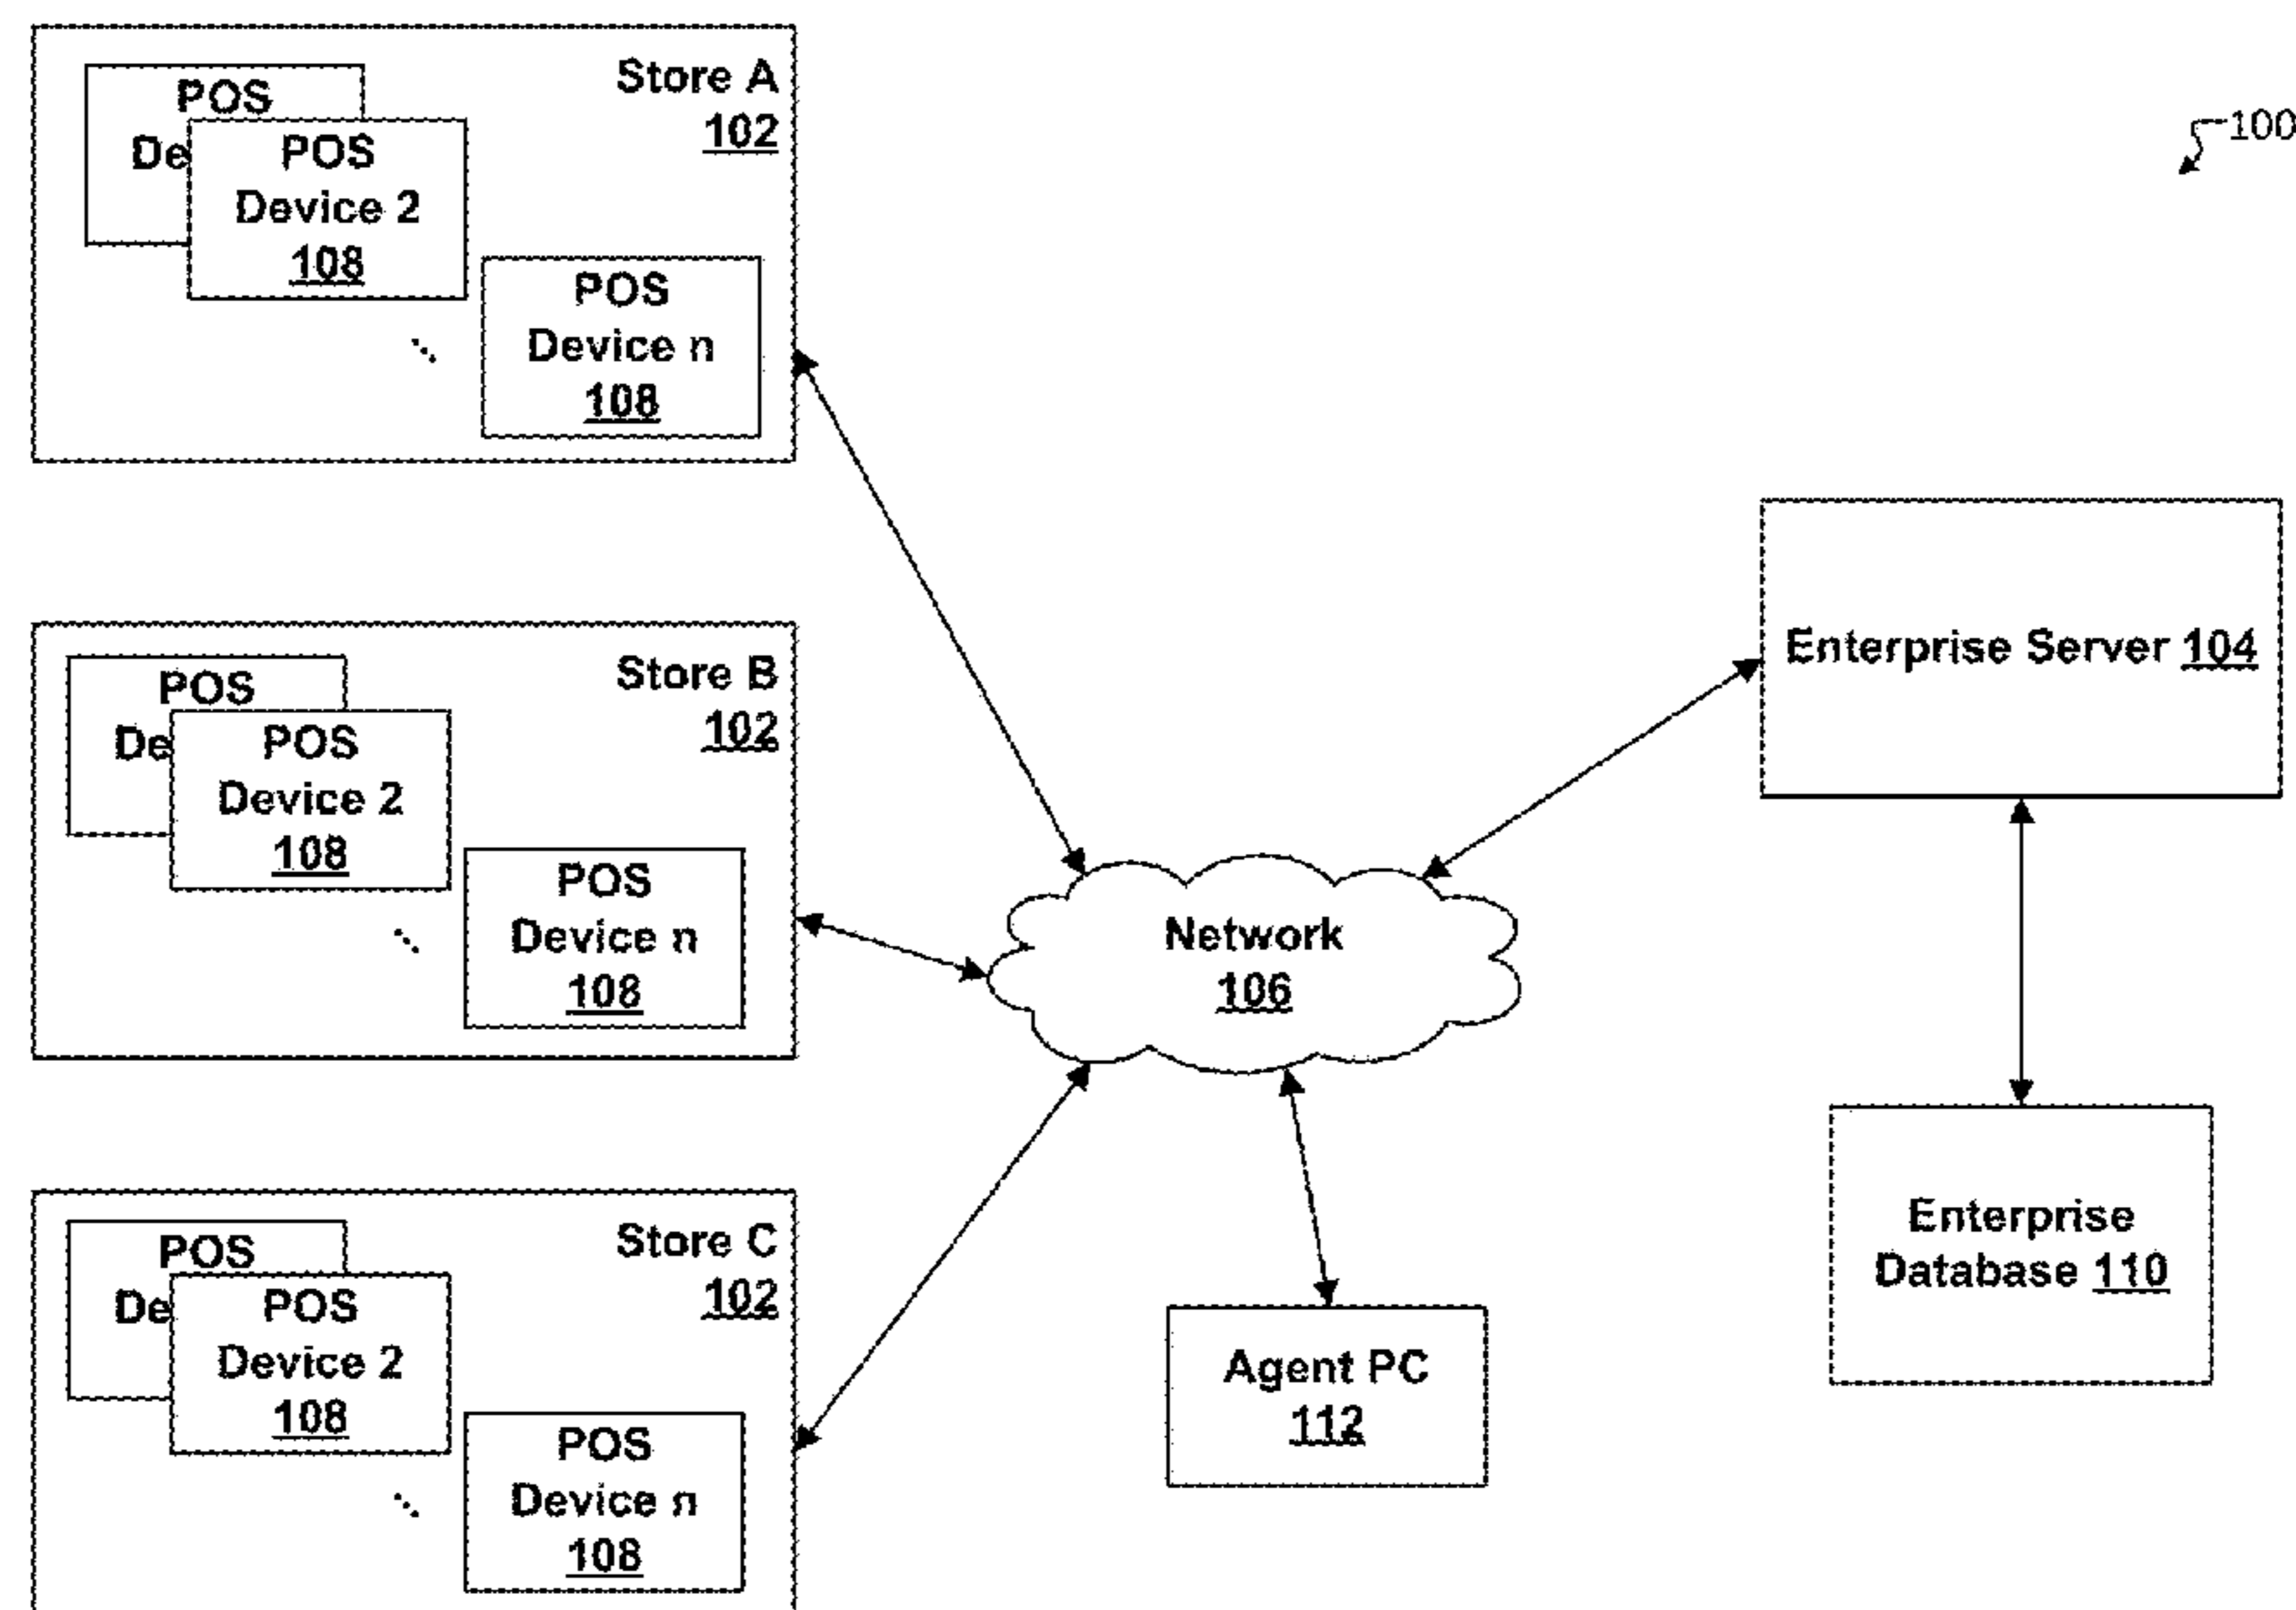 Store A
102
POS
De
POS
Device 2
108
POS
Device n
108
100
Store B
102
POS
De
POS
Device 2
108
POS
Device n
108
Enterprise Server 104
Network
106
Store C
102
POS
De
POS
Device 2
108
POS
Device n
108
Agent PC
112
Enterprise
Database 110